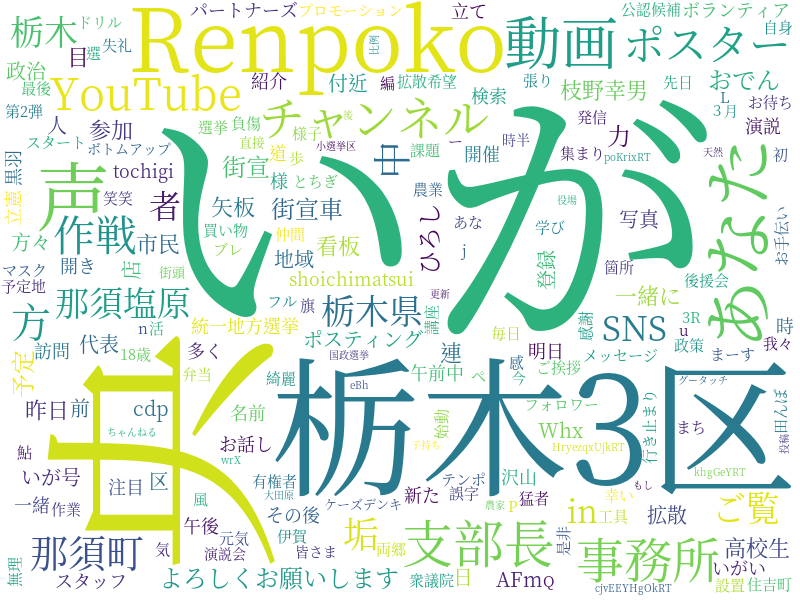 パートナーズ
プロモーション
立て
公認候補
ボランティア
栃木
ドリル
選
失礼
目
Renpoko
比例
動画
ポスター
自身
政治
紹介
付近
編
拡散希望
張り
先日
おでん
最後
YouTube
検索
枝野幸男
L
3月
お待ち
第2弾
人
参加
チャンネル
後
発信
力
演説
スタート
ボトムアップ
選挙
負傷
様子
小選挙区
ー
時半
集まり
poKrixRT
天然
初
黒羽
tochigi
声
街宣
直接
道
歩
中
課題
開催
いが
あなた
立憲
笑笑
者
様
とちぎ
農業
役場
お手伝い
方々
作戦
市民
矢板
街宣車
ひろし
あな
学び
写真
買い物
仲間
看板
j
登録
箇所
後援会
マスク
予定地
開き
店
ブレ
地域
shoichimatsui
街頭
フル
旗
更新
講座
一緒に
感謝
3R
時
方
那須塩原
n
活
統一地方選挙
栃木県
連
毎日
SNS
u
政策
我々
予定
訪問
代表
18歳
多く
ポスティング
国政選挙
明日
感
ご挨拶
メッセージ
まーす
昨日
前
cdp
弁当
綺麗
eBh
午前中
ペ
今
フォロワー
グータッチ
行き止まり
田んぼ
投稿
鮎
ちゃんねる
名前
栃木3区
始動
子持ち
Whx
HryezqxUjkRT
まち
いが号
お話し
wrX
沢山
khgGeYRT
もし
注目
区
有権者
大田原
テンポ
農家
P
in
幸い
ご覧
一緒
作業
風
その後
ケーズデンキ
新た
誤字
猛者
工具
拡散
那須町
午後
元気
伊賀
垢
支部長
是非
事務所
高校生
無理
気
演説会
皆さま
両郷
いがい
スタッフ
よろしくお願いします
衆議院
日
AFmQ
cjvEEYHgOkRT
設置
住吉町